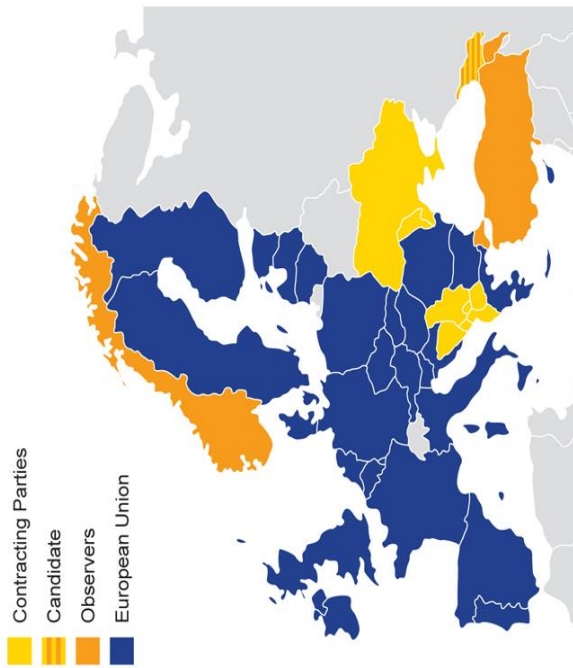 Contracting Parties
Candidate
Observers
European Union